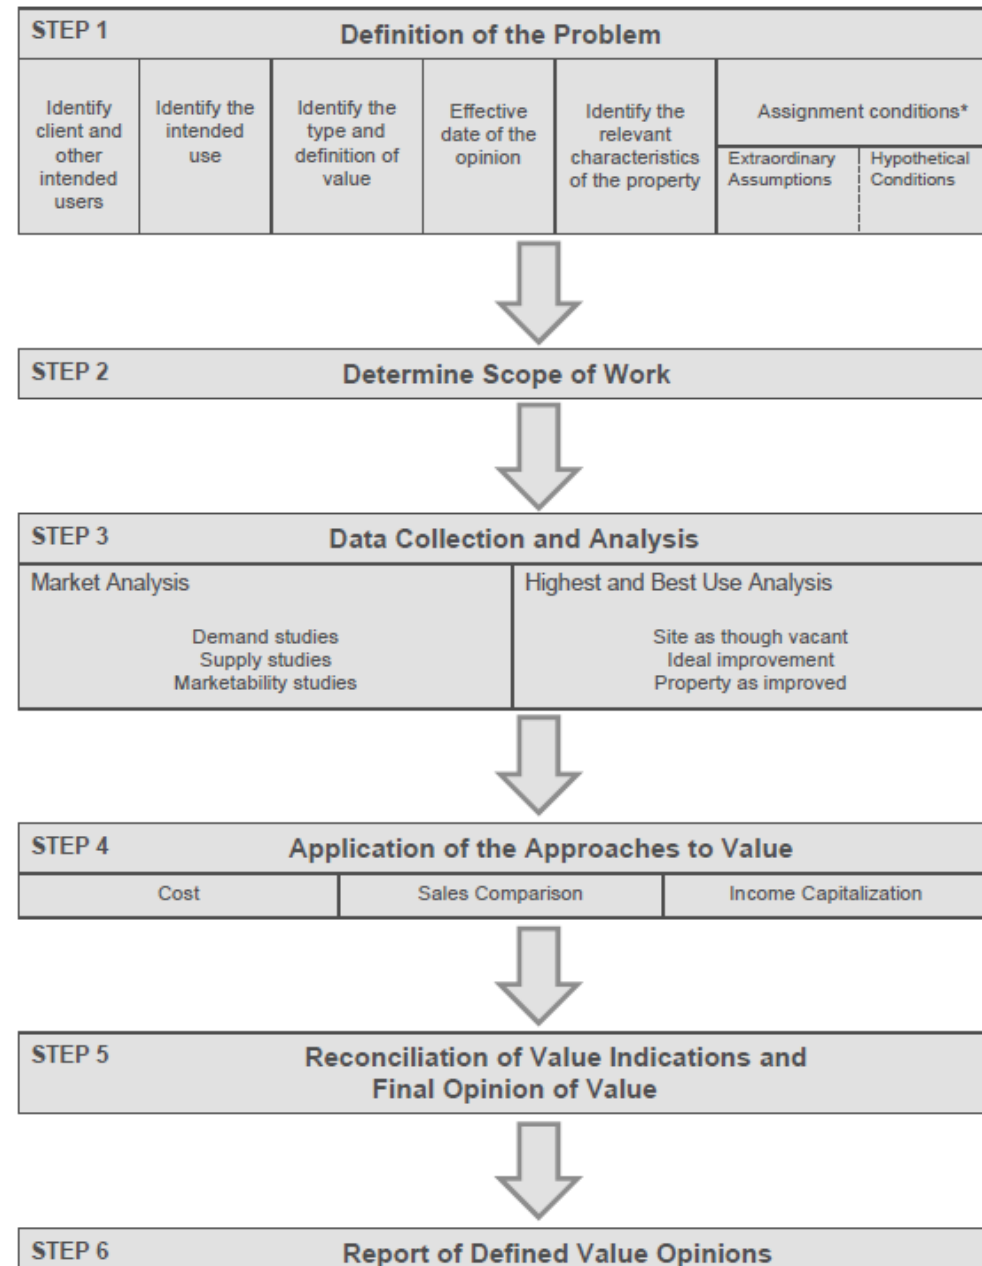 STEP 1 Definition of the Problem
Identify
client and
other
intended
users
Identify the
intended
use
Identify the
type and
definition of
value
Effective
date of the
opinion
Identify the
relevant
characteristics
of the property
Assignment conditions*
Extraordinary
Assumptions
Hypothetical
Conditions
STEP 2 Determine Scope of Work
STEP 3 Data Collection and Analysis
Market Analysis
Demand studies
Supply studies
Marketability studies
Highest and Best Use Analysis
Site as though vacant
Ideal improvement
Property as improved
STEP 4 Application of the Approaches to Value
Cost
Sales Comparison
Income Capitalization
STEP 5 Reconciliation of Value Indications and
Final Opinion of Value
STEP 6 Report of Defined Value Opinions